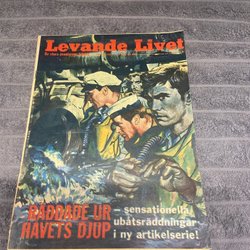 Levande Livet
RÄDDADE UR
HAVETS DJUP
– sensationella
ubåtsräddningar
i ny artikelserie!